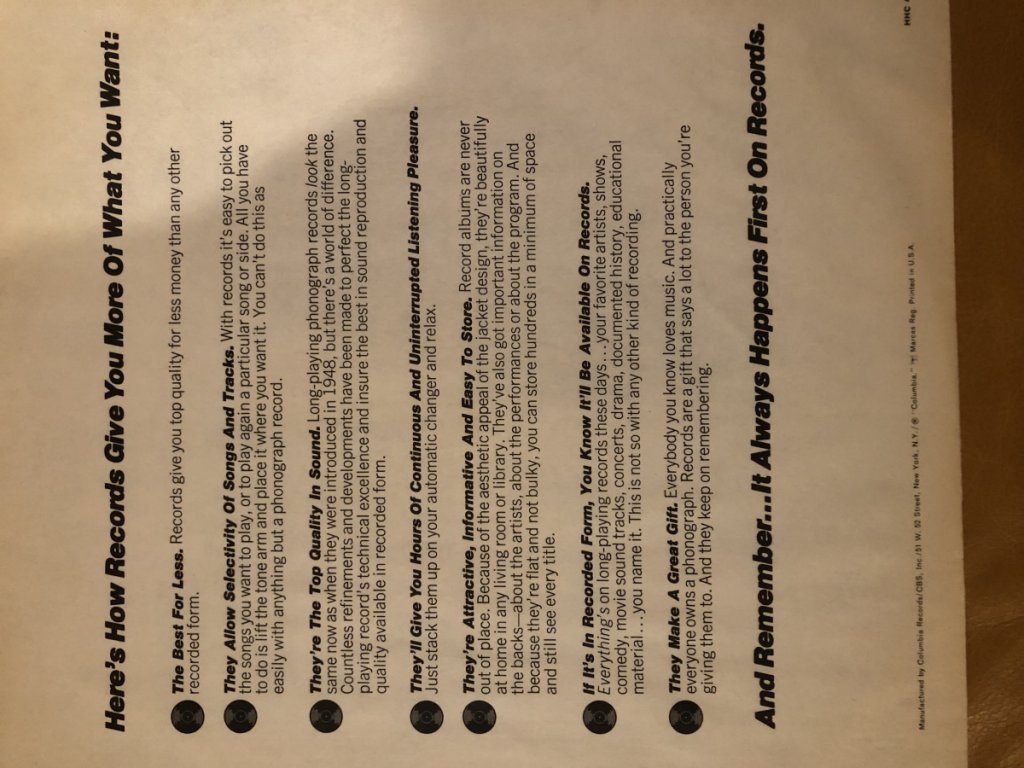 Here's How Records Give You More Of What You Want:
The Best For Less. Records give you top quality for less money than any other
recorded form.
They Allow Selectivity Of Songs And Tracks. With records it's easy to pick out
the songs you want to play, or to play again a particular song or side. All you have
to do is lift the tone arm and place it where you want it. You can't do this as
easily with anything but a phonograph record.
They're The Top Quality In Sound. Long-playing phonograph records look the
same now as when they were introduced in 1948, but there's a world of difference.
Countless refinements and developments have been made to perfect the long-
playing record's technical excellence and insure the best in sound reproduction and
quality available in recorded form.
They'll Give You Hours Of Continuous And Uninterrupted Listening Pleasure.
Just stack them up on your automatic changer and relax.
They're Attractive, Informative And Easy To Store. Record albums are never
out of place. Because of the aesthetic appeal of the jacket design, they're beautifully
at home in any living room or library. They've also got important information on
the backs—about the artists, about the performances or about the program. And
because they're flat and not bulky, you can store hundreds in a minimum of space
and still see every title.
If It's In Recorded Form, You Know It'll Be Available On Records.
Everything's on long-playing records these days...your favorite artists, shows,
comedy, movie sound tracks, concerts, drama, documented history, educational
material...you name it. This is not so with any other kind of recording.
They Make A Great Gift. Everybody you know loves music. And practically
everyone owns a phonograph. Records are a gift that says a lot to the person you're
giving them to. And they keep on remembering.
And Remember...It Always Happens First On Records.
Manufactured by Columbia Records/CBS, Inc./51 W. 52 Street, New York, N.Y./® "Columbia," Marcas Reg. Printed in U.S.A.
HHC